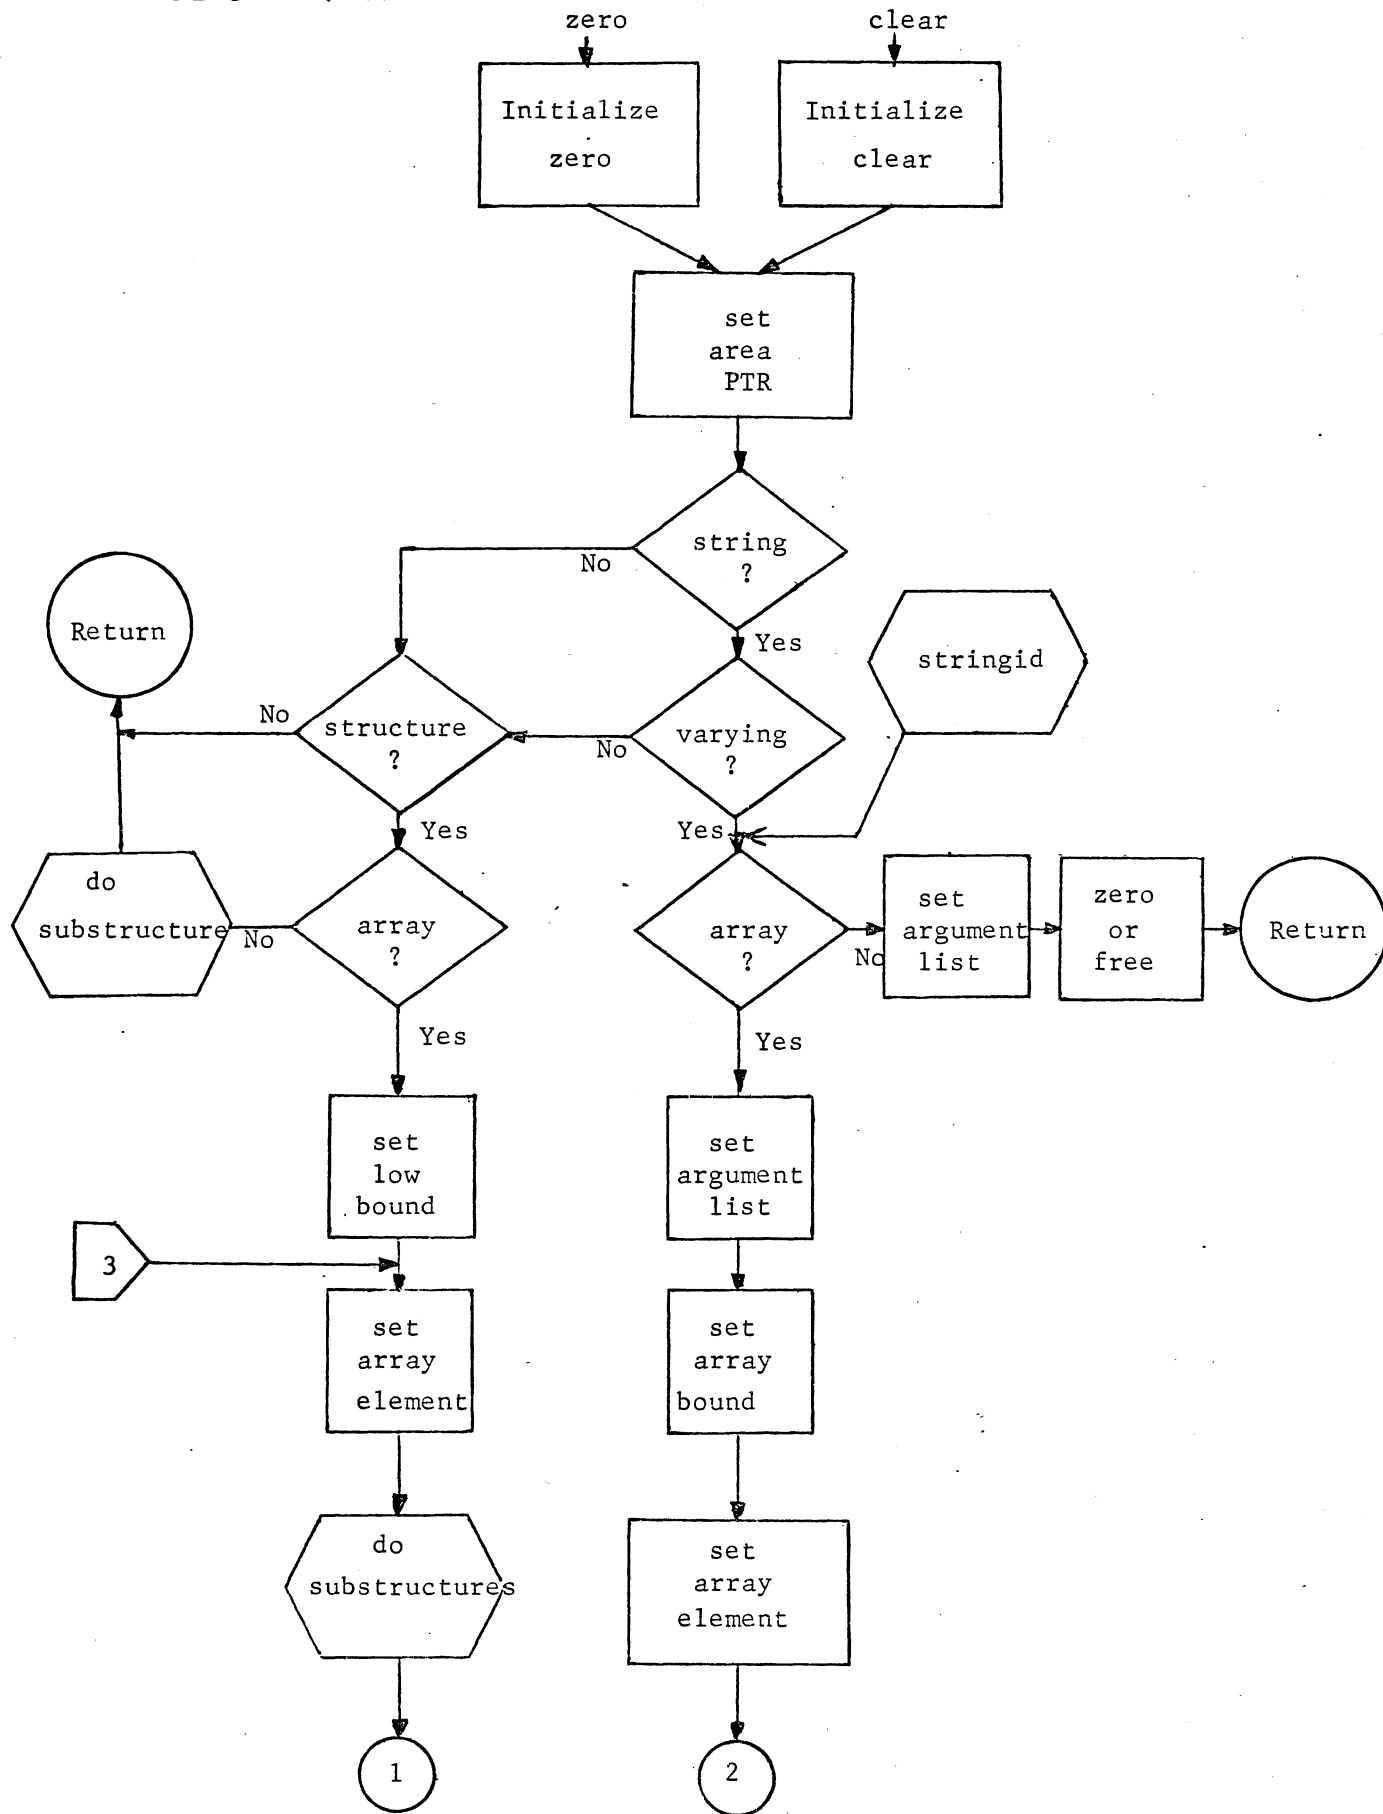 zero
clear
Initialize
zero
Initialize
clear
set
area
PTR
string
?
No
Yes
Return
stringid
No
structure
?
No
varying
?
Yes
Yes
do
substructure
No
array
?
array
?
No
set
argument
list
zero
or
free
Return
Yes
Yes
set
low
bound
set
argument
list
3
set
array
element
set
array
bound
do
substructures
set
array
element
1
2